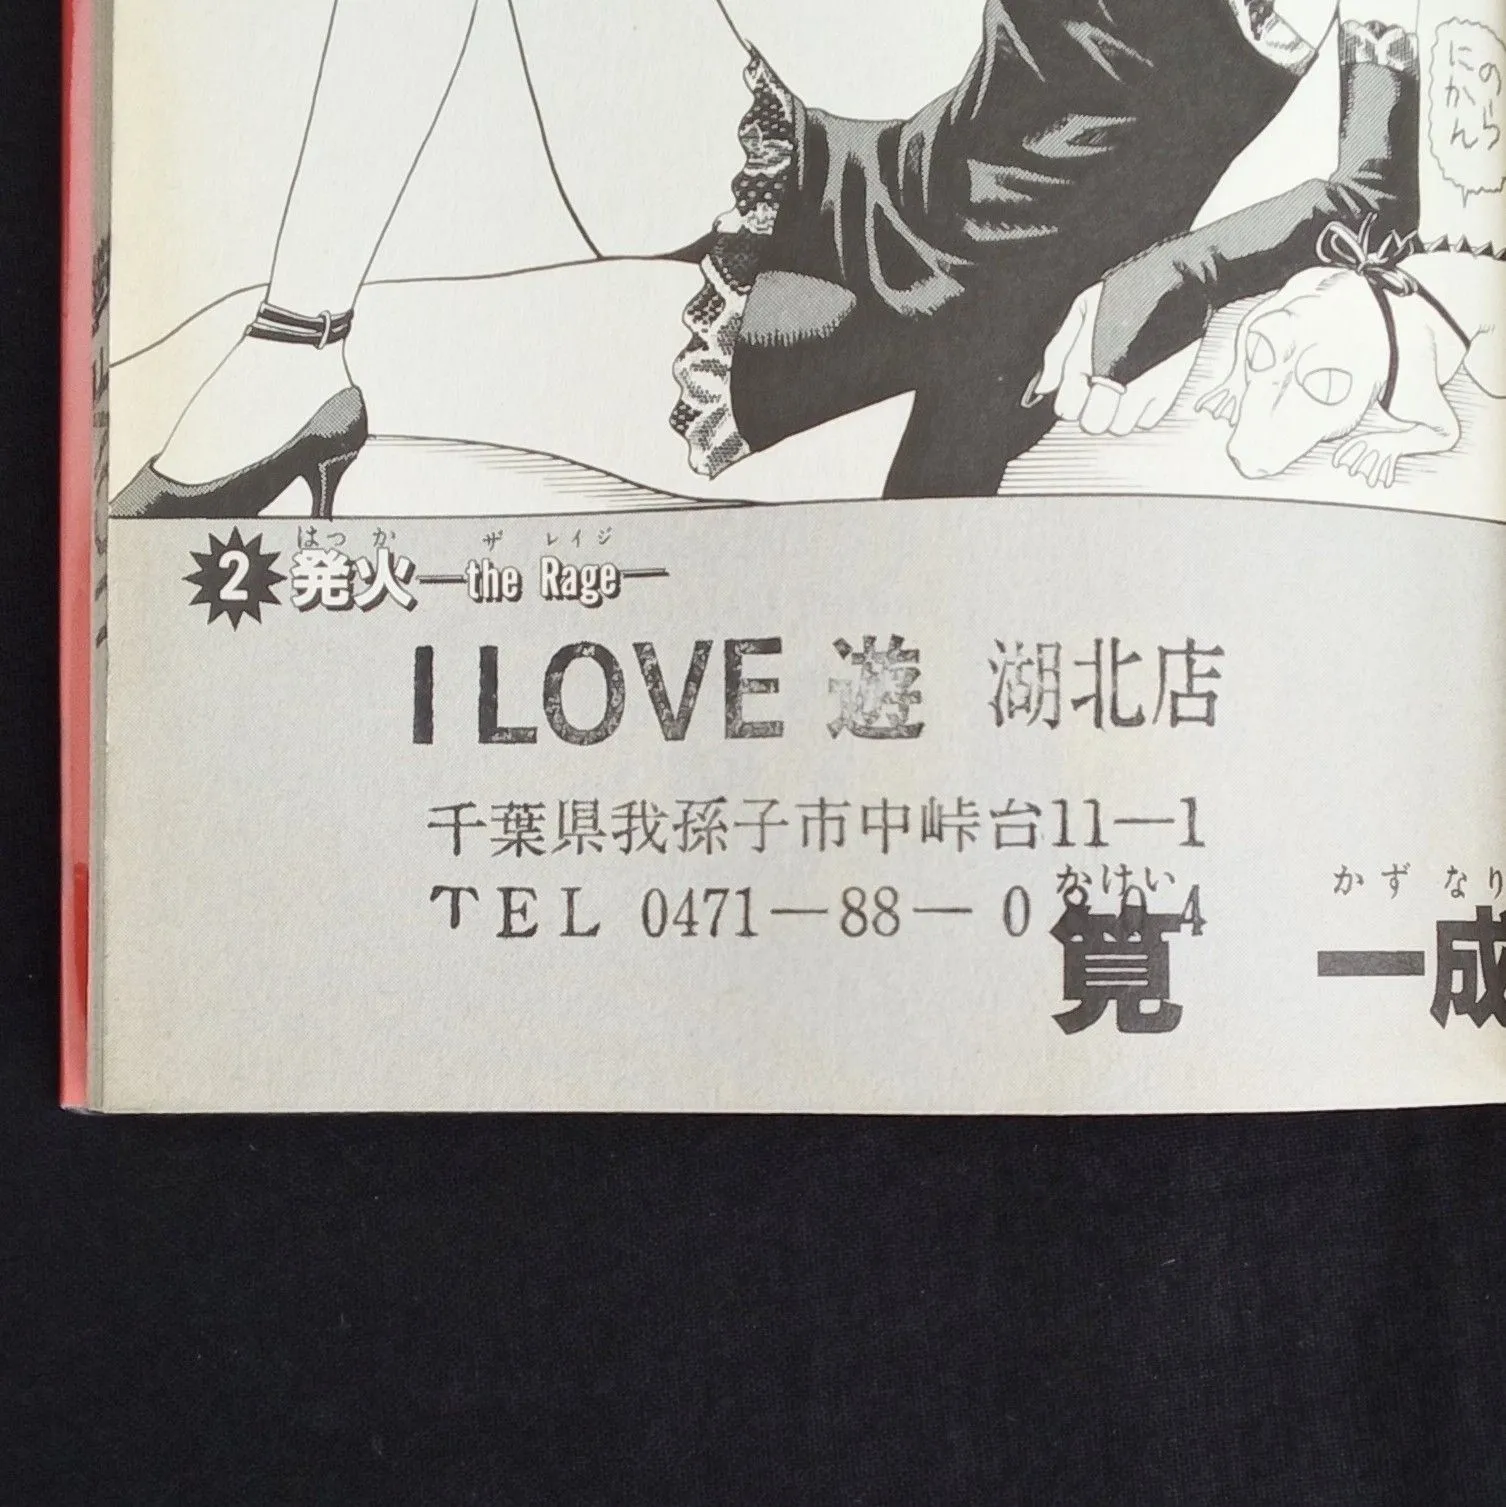 のら
にかん
はっか ザ レイジ
2 発火—the Rage—
I LOVE 遊 湖北店
千葉県我孫子市中峠台11—1
TEL 0471—88—0
かけい かずなり
筧 一成